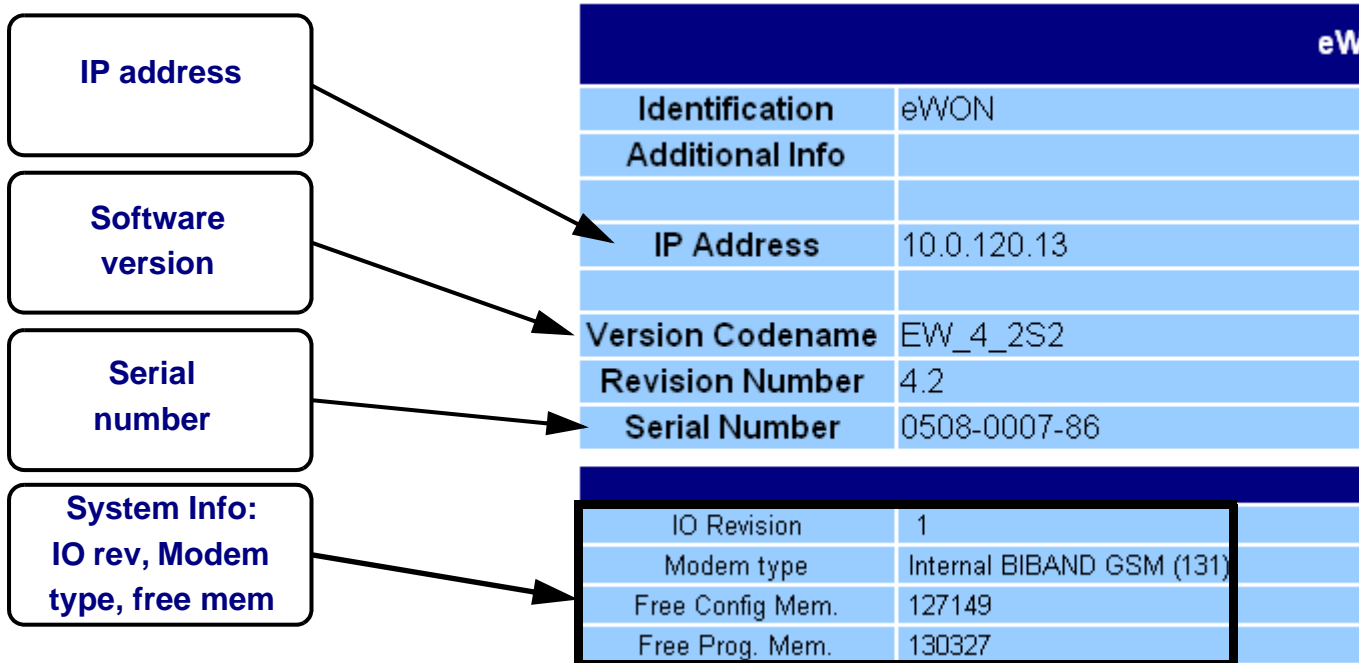 IP address
Software
version
Serial
number
System Info:
IO rev, Modem
type, free mem
eW
Identification eWON
Additional Info
IP Address 10.0.120.13
Version Codename EW_4_2S2
Revision Number 4.2
Serial Number 0508-0007-86
IO Revision 1
Modem type Internal BIBAND GSM (131)
Free Config Mem. 127149
Free Prog. Mem. 130327